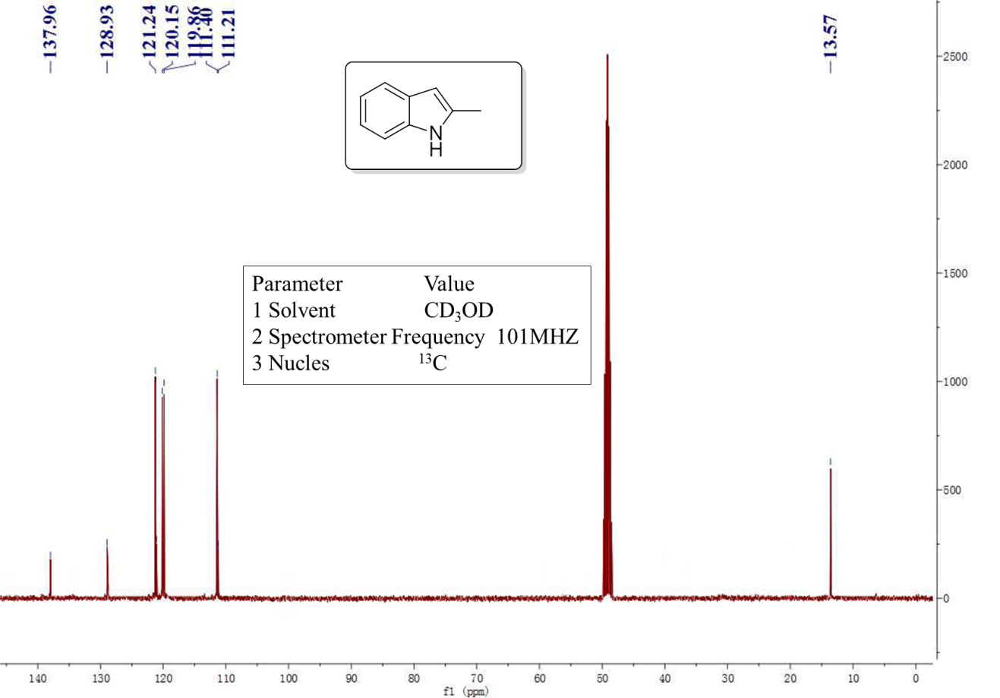 137.96
128.93
121.24
120.15
119.86
111.40
111.21
13.57
N
H
Parameter Value
1 Solvent CD₃OD
2 Spectrometer Frequency 101MHZ
3 Nucles ¹³C
2500
2000
1500
1000
500
0
140 130 120 110 100 90 80 70 60 50 40 30 20 10 0
f1 (ppm)